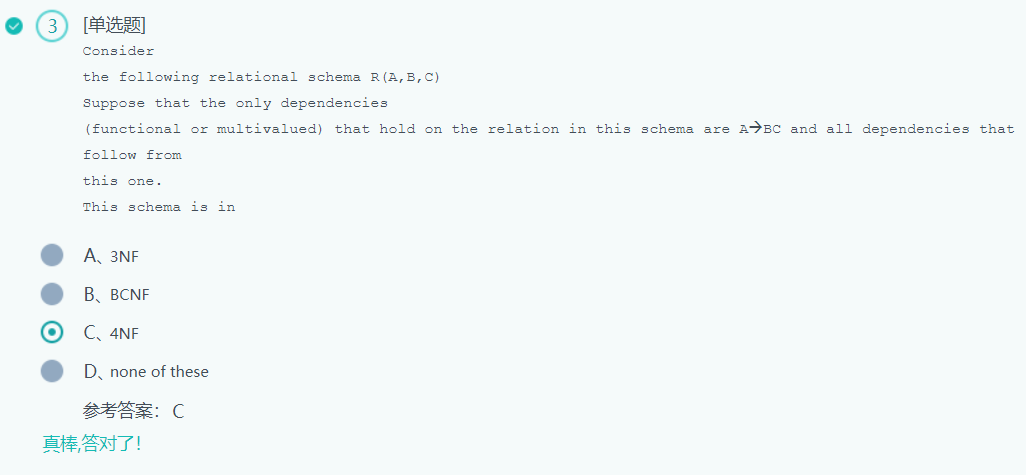 3 [单选题]
Consider
the following relational schema R(A,B,C)
Suppose that the only dependencies
(functional or multivalued) that hold on the relation in this schema are A→BC and all dependencies that
follow from
this one.
This schema is in
A、3NF
B、BCNF
C、4NF
D、none of these
参考答案：C
真棒,答对了!